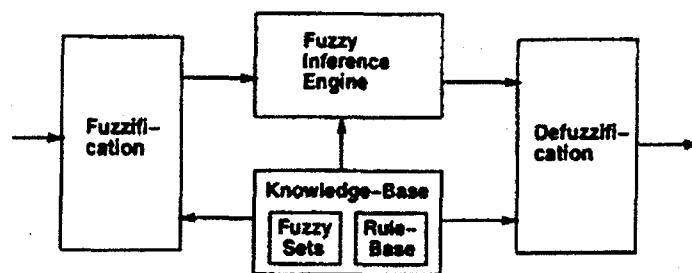 Fuzzy
Inference
Engine
Fuzzifi-
cation
Defuzzifi-
cation
Knowledge-Base
Fuzzy
Sets
Rule-
Base